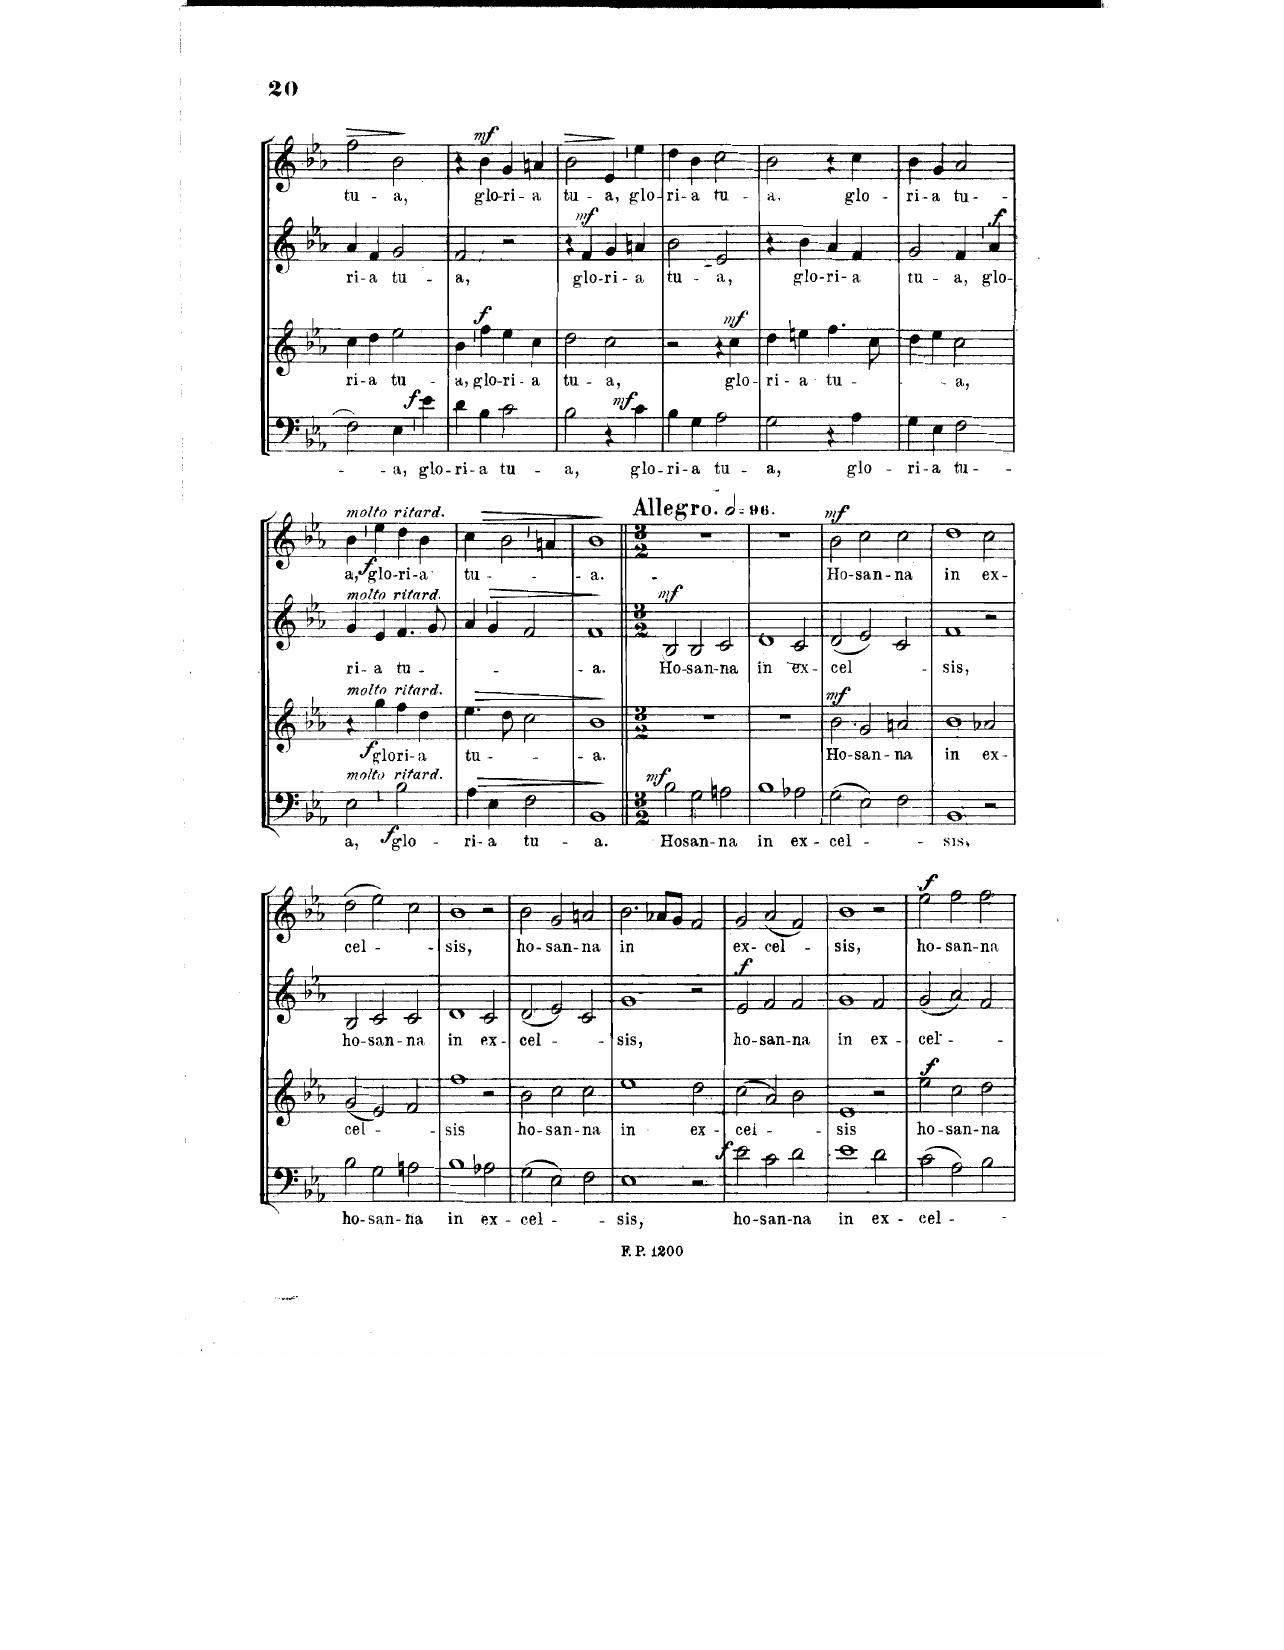 20
mf
tu - a, glo-ri-a tu - a, glo-ri-a tu - a. glo - ri-a tu -
mf f
ri-a tu - a, glo-ri-a tu - a, glo-ri-a tu - a, glo-
f mf
ri-a tu - a, glo-ri-a tu - a, glo-ri-a tu - - a,
f mf
- - a, glo-ri-a tu - a, glo-ri-a tu - a, glo - ri-a tu -
Allegro. = 96.
molto ritard. mf
3 2
a, f glo-ri-a tu - - - a. - Ho-san-na in ex-
molto ritard. mf
3 2
ri-a tu - - - a. Ho-san-na in ex-cel - sis,
molto ritard. mf
3 2
f glori-a tu - - - a. Ho-san-na in ex-
molto ritard. mf
3 2
a, f glo - ri-a tu - a. Hosan-na in ex-cel - - sis,
f
cel - - sis, ho-san-na in ex-cel - sis, ho-san-na
f
ho-san-na in ex-cel - - sis, ho-san-na in ex-cel - -
f
cel - - sis ho-san-na in ex-cel - - sis ho-san-na
f
ho-san-na in ex-cel - - sis, ho-san-na in ex-cel - -
F. P. 1200